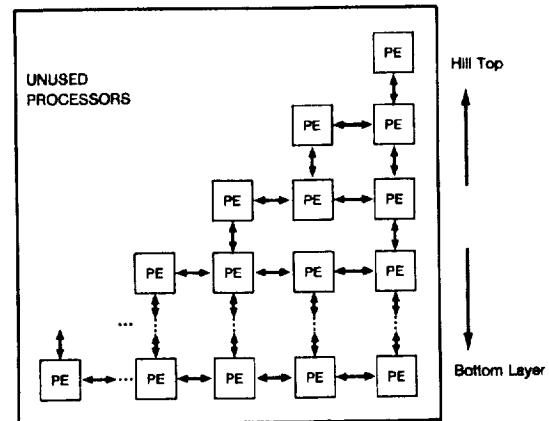 PE
Hill Top
UNUSED
PROCESSORS
PE PE
PE PE PE
PE PE PE PE
...
PE ... PE PE PE PE
Bottom Layer